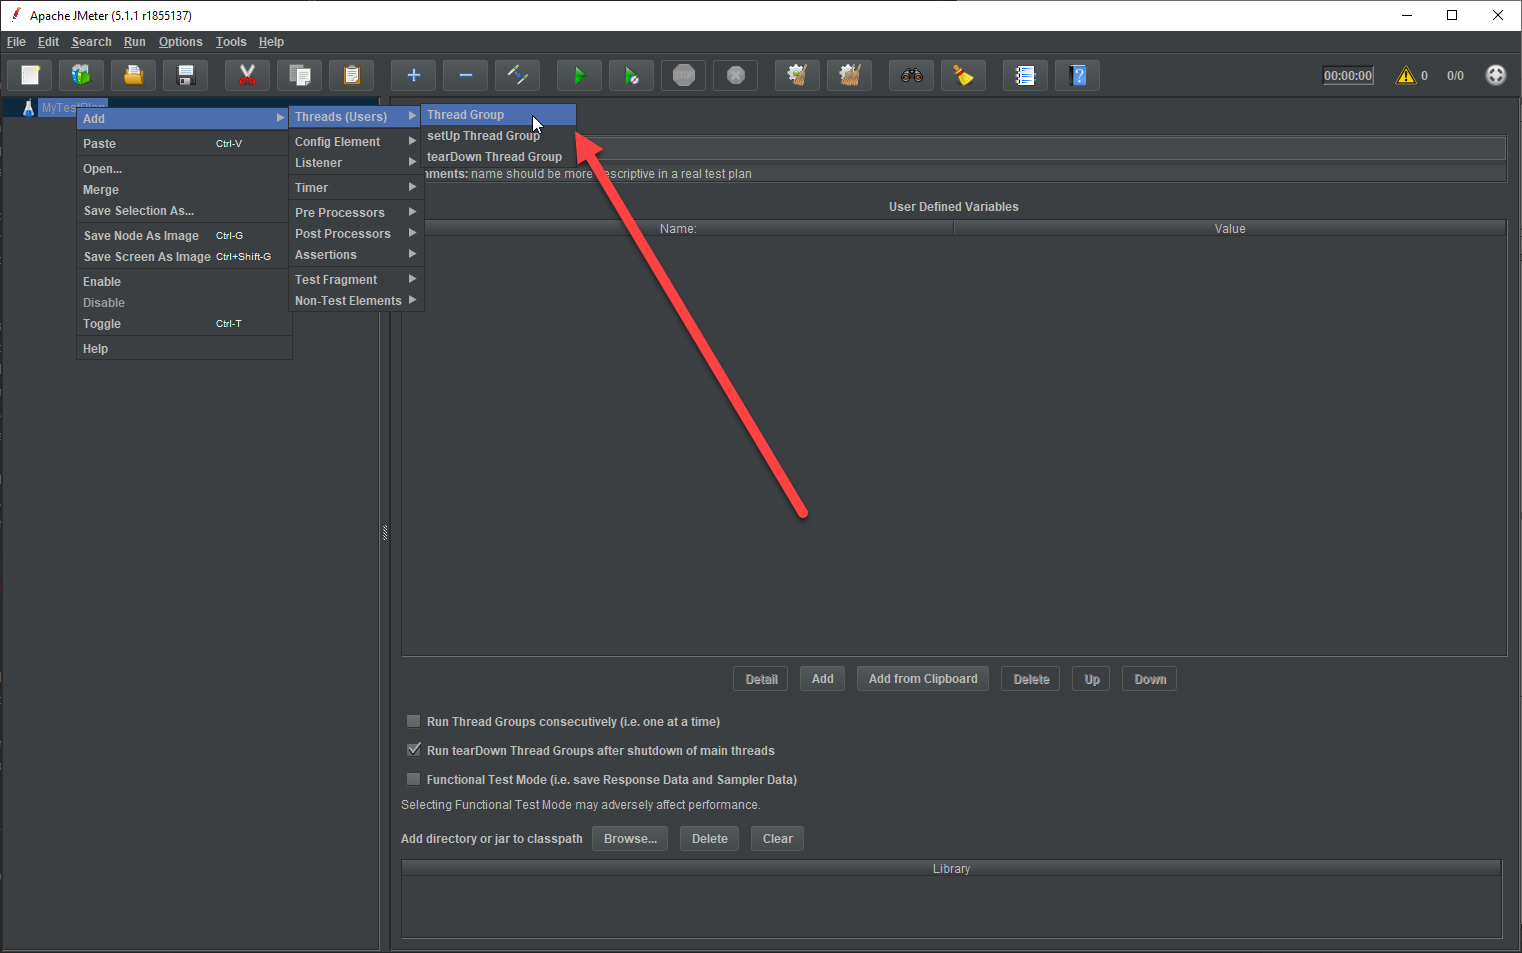 Apache JMeter (5.1.1 r1855137)
File Edit Search Run Options Tools Help
STOP
00:00:00 0 0/0
MyTestPlan
Add
Paste Ctrl-V
Open...
Merge
Save Selection As...
Save Node As Image Ctrl-G
Save Screen As Image Ctrl+Shift-G
Enable
Disable
Toggle Ctrl-T
Help
Threads (Users)
Config Element
Listener
Timer
Pre Processors
Post Processors
Assertions
Test Fragment
Non-Test Elements
Thread Group
setUp Thread Group
tearDown Thread Group
nments: name should be more descriptive in a real test plan
User Defined Variables
Name: Value
Detail Add Add from Clipboard Delete Up Down
Run Thread Groups consecutively (i.e. one at a time)
Run tearDown Thread Groups after shutdown of main threads
Functional Test Mode (i.e. save Response Data and Sampler Data)
Selecting Functional Test Mode may adversely affect performance.
Add directory or jar to classpath Browse... Delete Clear
Library